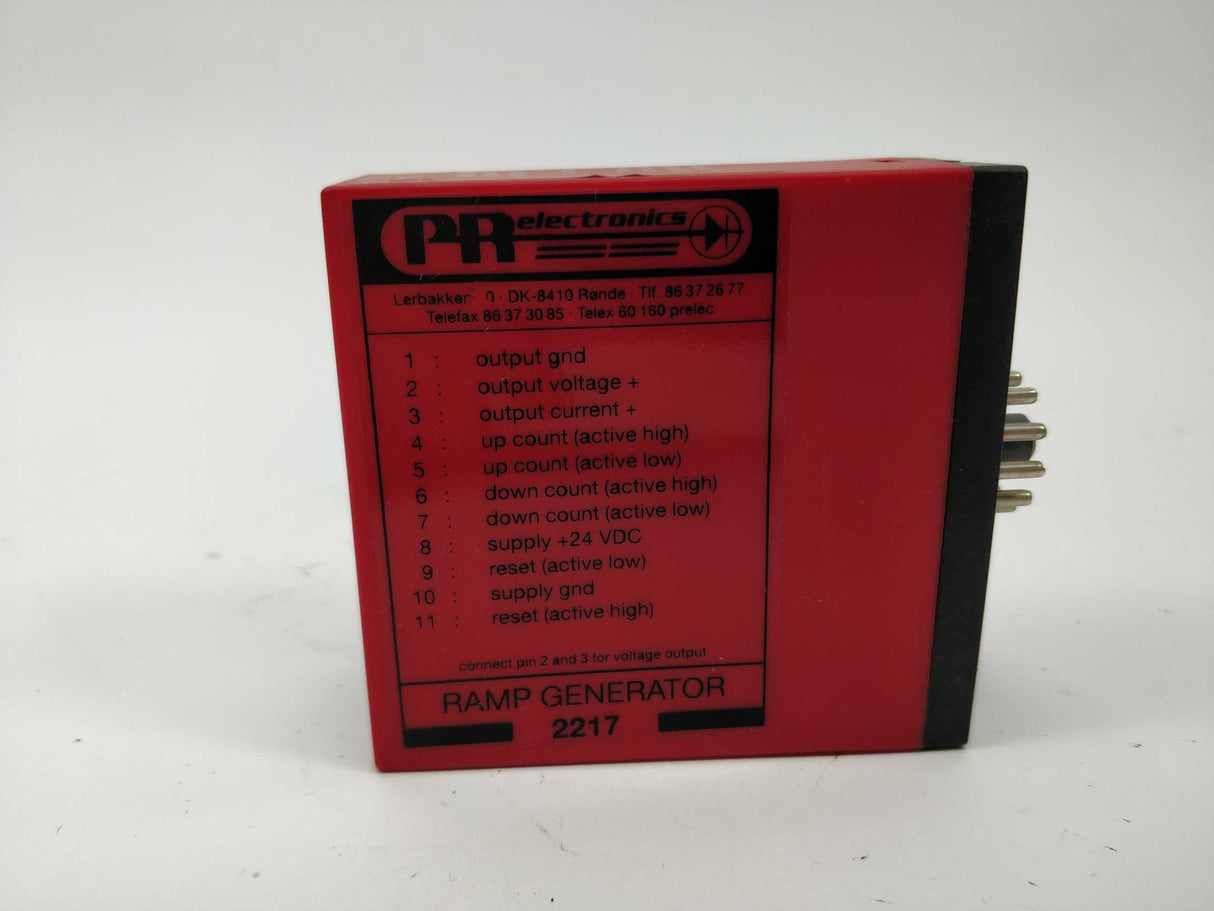 PR electronics
DK-8410 Rønde · Tlf. 86 37 26 77
Telefax 86 37 30 85 · Telex 60 160 prelec
1 : output gnd
2 : output voltage +
3 : output current +
4 : up count (active high)
5 : up count (active low)
6 : down count (active high)
7 : down count (active low)
8 : supply +24 VDC
9 : reset (active low)
10 : supply gnd
11 : reset (active high)
connect pin 2 and 3 for voltage output
RAMP GENERATOR
2217